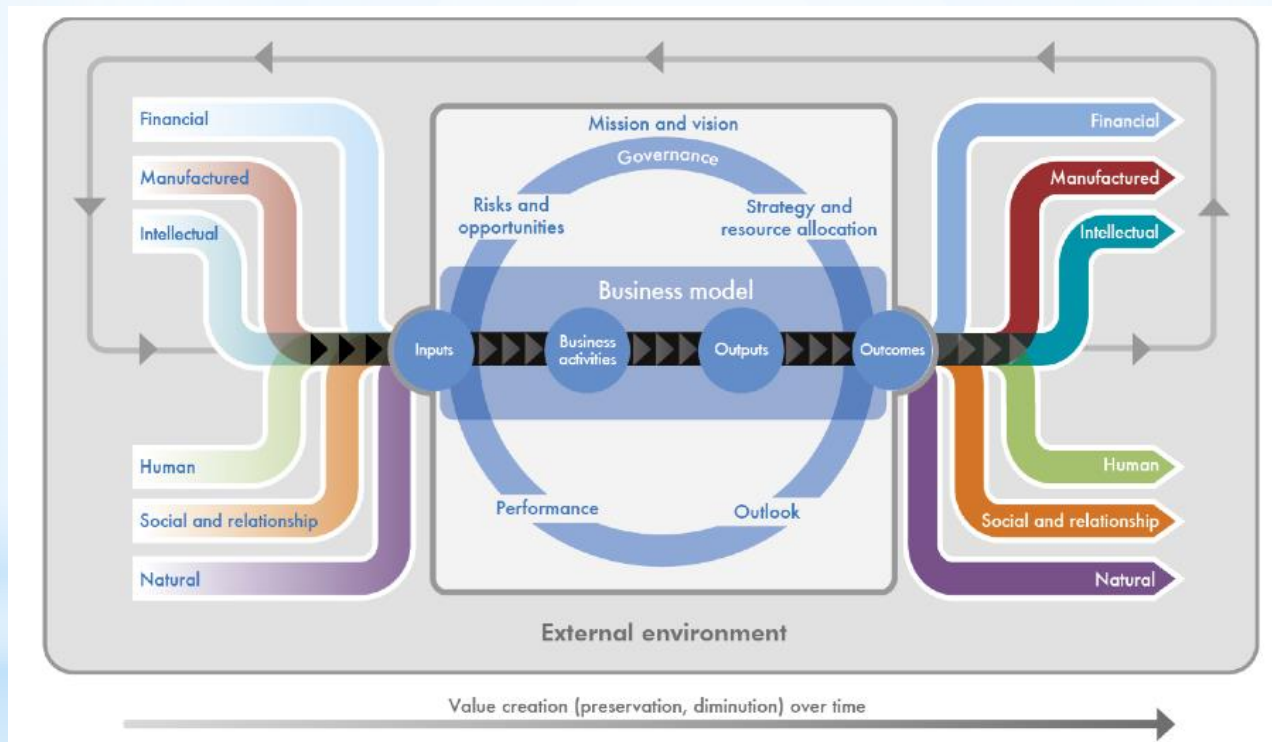 Financial
Manufactured
Intellectual
Human
Social and relationship
Natural
Mission and vision
Governance
Risks and
opportunities
Strategy and
resource allocation
Business model
Inputs
Business
activities
Outputs
Outcomes
Performance
Outlook
Financial
Manufactured
Intellectual
Human
Social and relationship
Natural
External environment
Value creation (preservation, diminution) over time